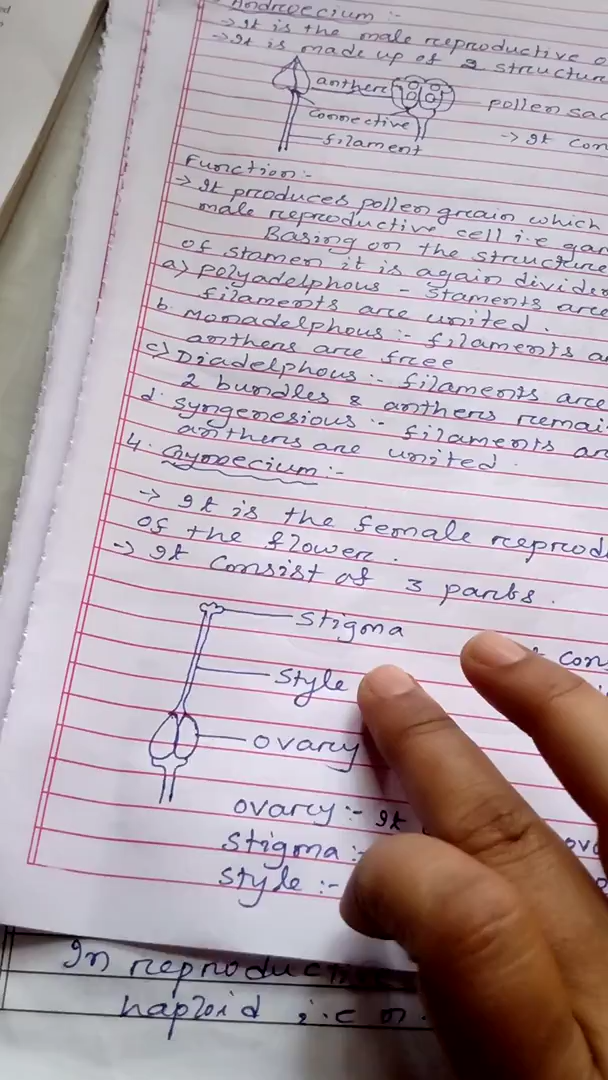 Androecium :-
→ It is the male reproductive
→ It is made up of 2 structure
anther
pollen sac
connective
→ It con
filament
Function :-
→ It produces pollen grain which
male reproductive cell i.e gam
Basing on the structure
of stamen it is again divided
a) polyadelphous - Staments are
filaments are united.
b. Monadelphous :- filaments a
anthers are free
c) Diadelphous :- filaments are
2 bundles & anthers remai
d. syngenesious :- filaments ar
anthers are united.
4. Gynoecium :-
→ It is the female reprod
of the flower.
→ It consist of 3 parts.
Stigma
con
Style
ovary
ovary :- It
Stigma :-
ova
Style :-
In reproduc
haploid i.e n.